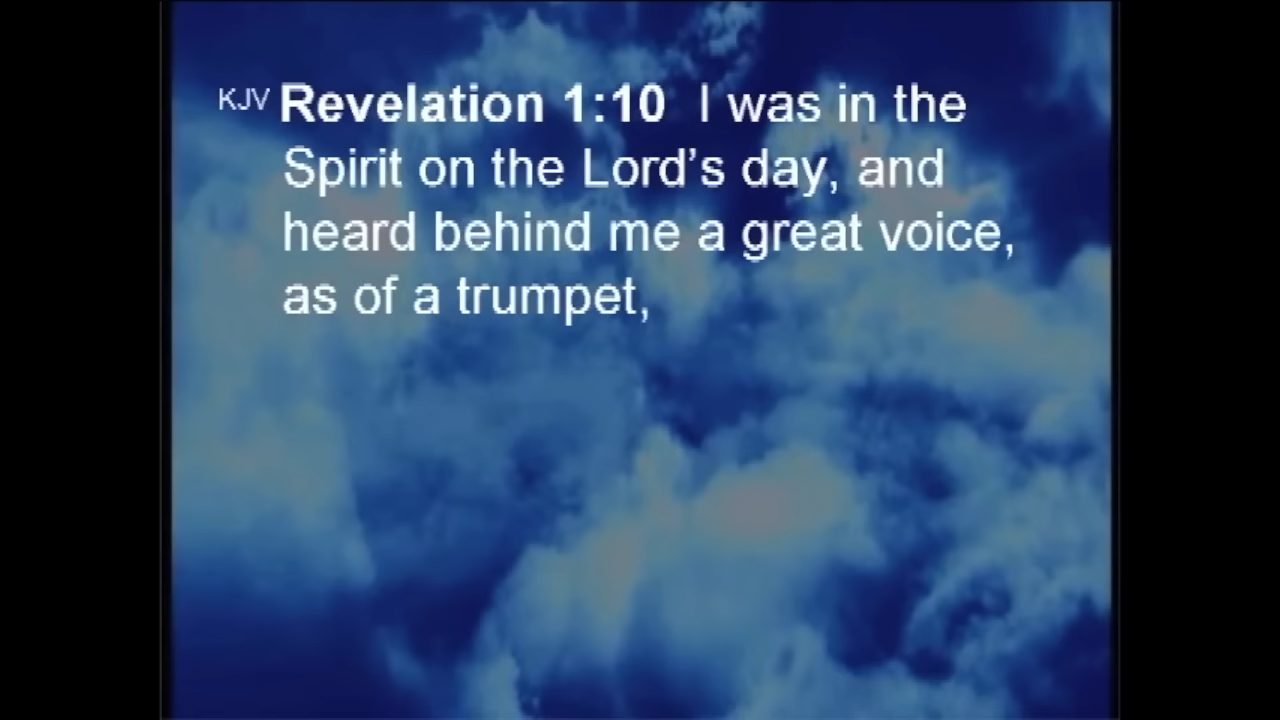 KJV Revelation 1:10 I was in the
Spirit on the Lord’s day, and
heard behind me a great voice,
as of a trumpet,